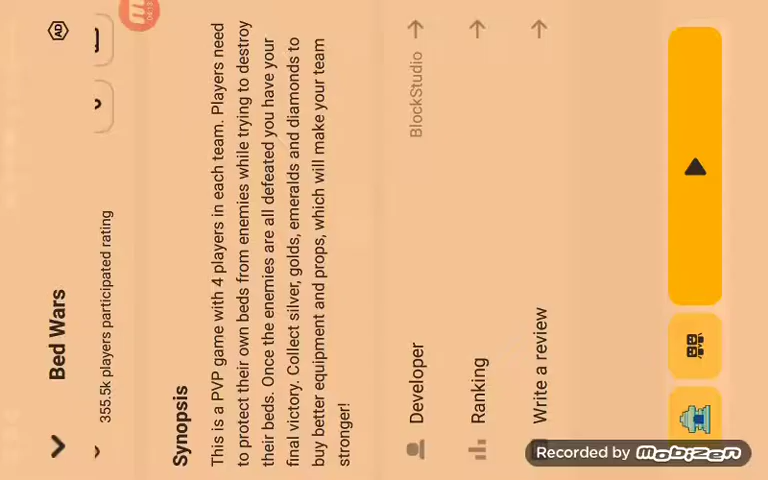 Bed Wars
AD
355.5k players participated rating
Synopsis
This is a PVP game with 4 players in each team. Players need
to protect their own beds from enemies while trying to destroy
their beds. Once the enemies are all defeated you have your
final victory. Collect silver, golds, emeralds and diamonds to
buy better equipment and props, which will make your team
stronger!
Developer BlockStudio
Ranking
Write a review
Recorded by mobizen